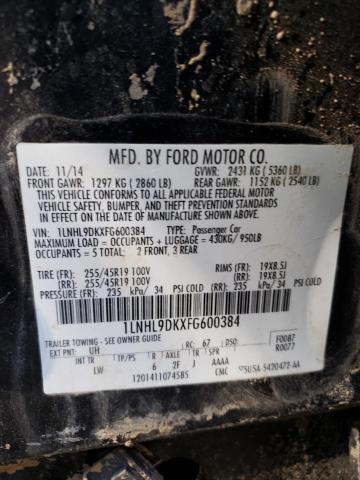 MFD. BY FORD MOTOR CO.
DATE: 11/14 GVWR: 2431 KG ( 5360 LB)
FRONT GAWR: 1297 KG ( 2860 LB) REAR GAWR: 1152 KG ( 2540 LB)
THIS VEHICLE CONFORMS TO ALL APPLICABLE FEDERAL MOTOR
VEHICLE SAFETY, BUMPER, AND THEFT PREVENTION STANDARDS IN
EFFECT ON THE DATE OF MANUFACTURE SHOWN ABOVE.
VIN: 1LNHL9DKXFG600384 TYPE: Passenger Car
MAXIMUM LOAD = OCCUPANTS + LUGGAGE = 430KG / 950LB
OCCUPANTS = 5 TOTAL 2 FRONT, 3 REAR
TIRE (FR): 255/45R19 100V RIMS (FR): 19X8.5J
TIRE (RR): 255/45R19 100V RIMS (RR): 19X8.5J
PRESSURE (FR): 235 kPa/ 34 PSI COLD (RR): 235 kPa/ 34 PSI COLD
1LNHL9DKXFG600384
TRAILER TOWING - SEE OWNER GUIDE F0087
EXT PNT: UH RC: 67 DSO: R0077
INT TR TP/PS R AXLE TR SPR
LW 6 2F J AAAA
1201411074585 CMC USUSA 5420472-AA